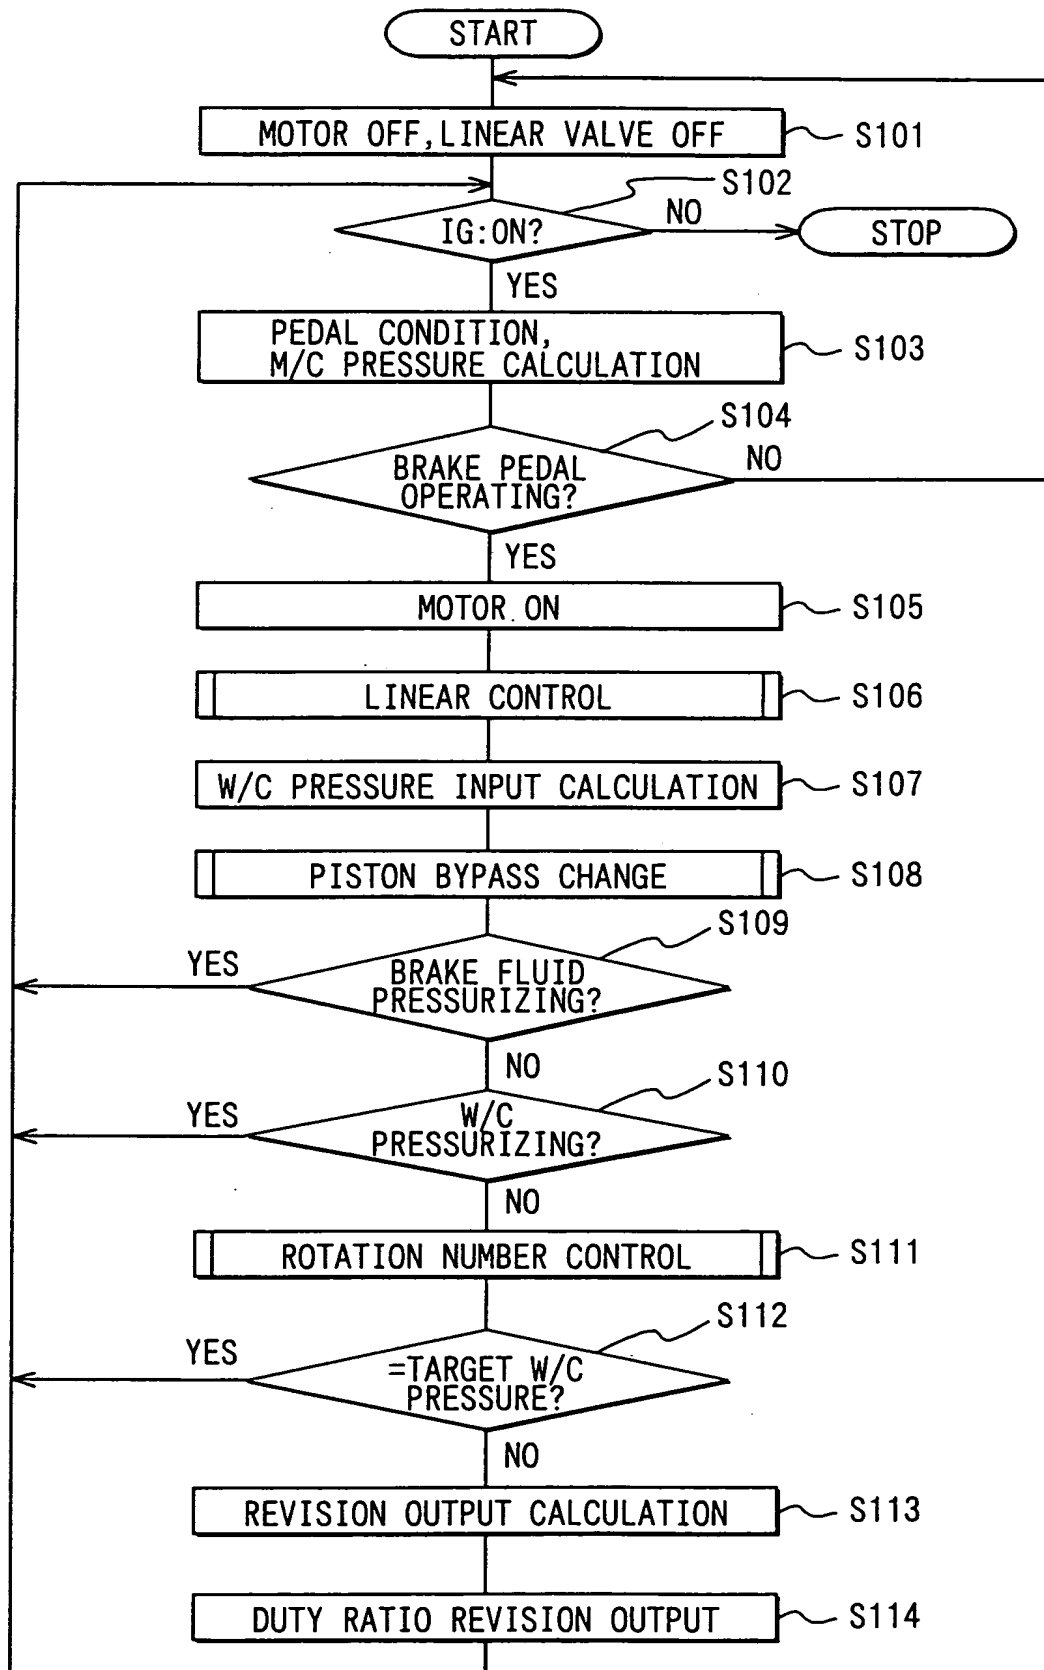 START
MOTOR OFF, LINEAR VALVE OFF
S101
S102
IG:ON?
NO
STOP
YES
PEDAL CONDITION,
M/C PRESSURE CALCULATION
S103
S104
BRAKE PEDAL
OPERATING?
NO
YES
MOTOR ON
S105
LINEAR CONTROL
S106
W/C PRESSURE INPUT CALCULATION
S107
PISTON BYPASS CHANGE
S108
S109
YES
BRAKE FLUID
PRESSURIZING?
NO
S110
YES
W/C
PRESSURIZING?
NO
ROTATION NUMBER CONTROL
S111
S112
YES
=TARGET W/C
PRESSURE?
NO
REVISION OUTPUT CALCULATION
S113
DUTY RATIO REVISION OUTPUT
S114